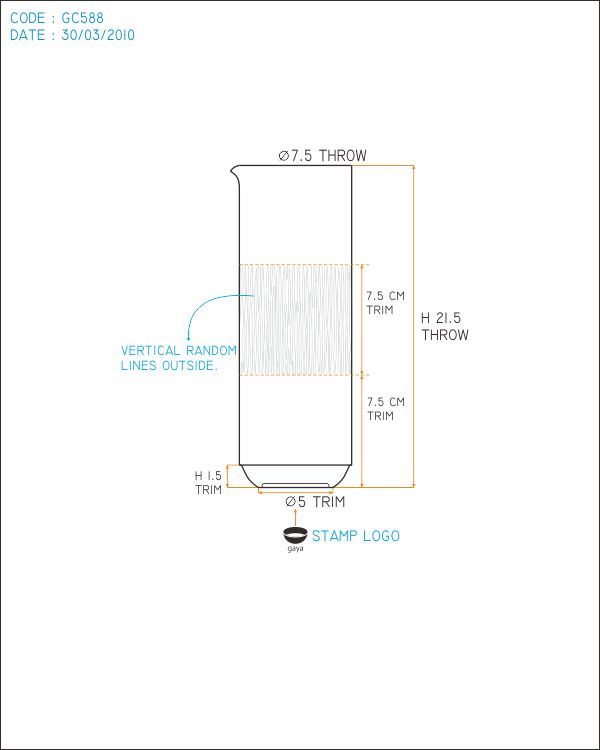 CODE : GC588
DATE : 30/03/2010
Ø7.5 THROW
7.5 CM
TRIM
H 21.5
THROW
VERTICAL RANDOM
LINES OUTSIDE.
7.5 CM
TRIM
H 1.5
TRIM
Ø5 TRIM
STAMP LOGO
gaya